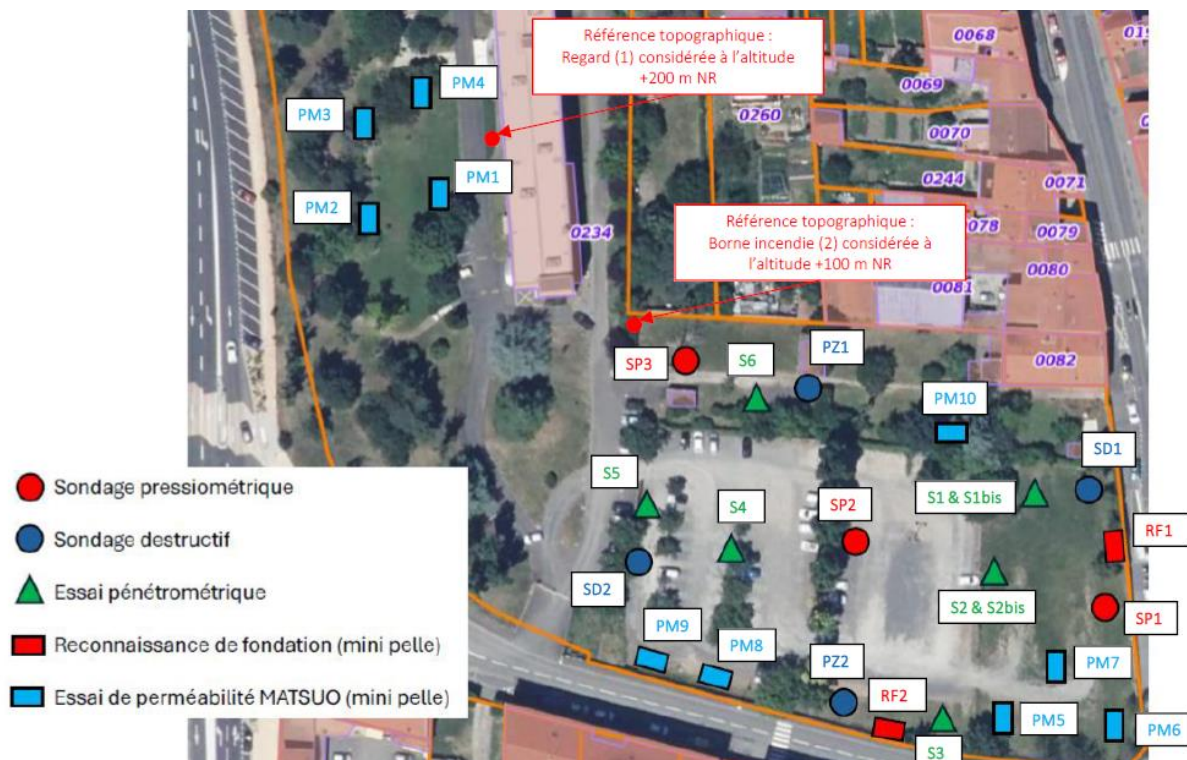 Référence topographique :
Regard (1) considérée à l'altitude
+200 m NR
0068
0069
0260
0070
0244
0071
PM4
PM3
PM1
PM2
0234
Référence topographique :
Borne incendie (2) considérée à
l'altitude +100 m NR
0078
0079
0080
0081
0082
SP3
S6
PZ1
PM10
SD1
S5
S4
SP2
S1 & S1bis
RF1
SD2
S2 & S2bis
SP1
PM9
PM8
PZ2
RF2
PM7
S3
PM5
PM6
Sondage pressiométrique
Sondage destructif
Essai pénétrométrique
Reconnaissance de fondation (mini pelle)
Essai de perméabilité MATSUO (mini pelle)